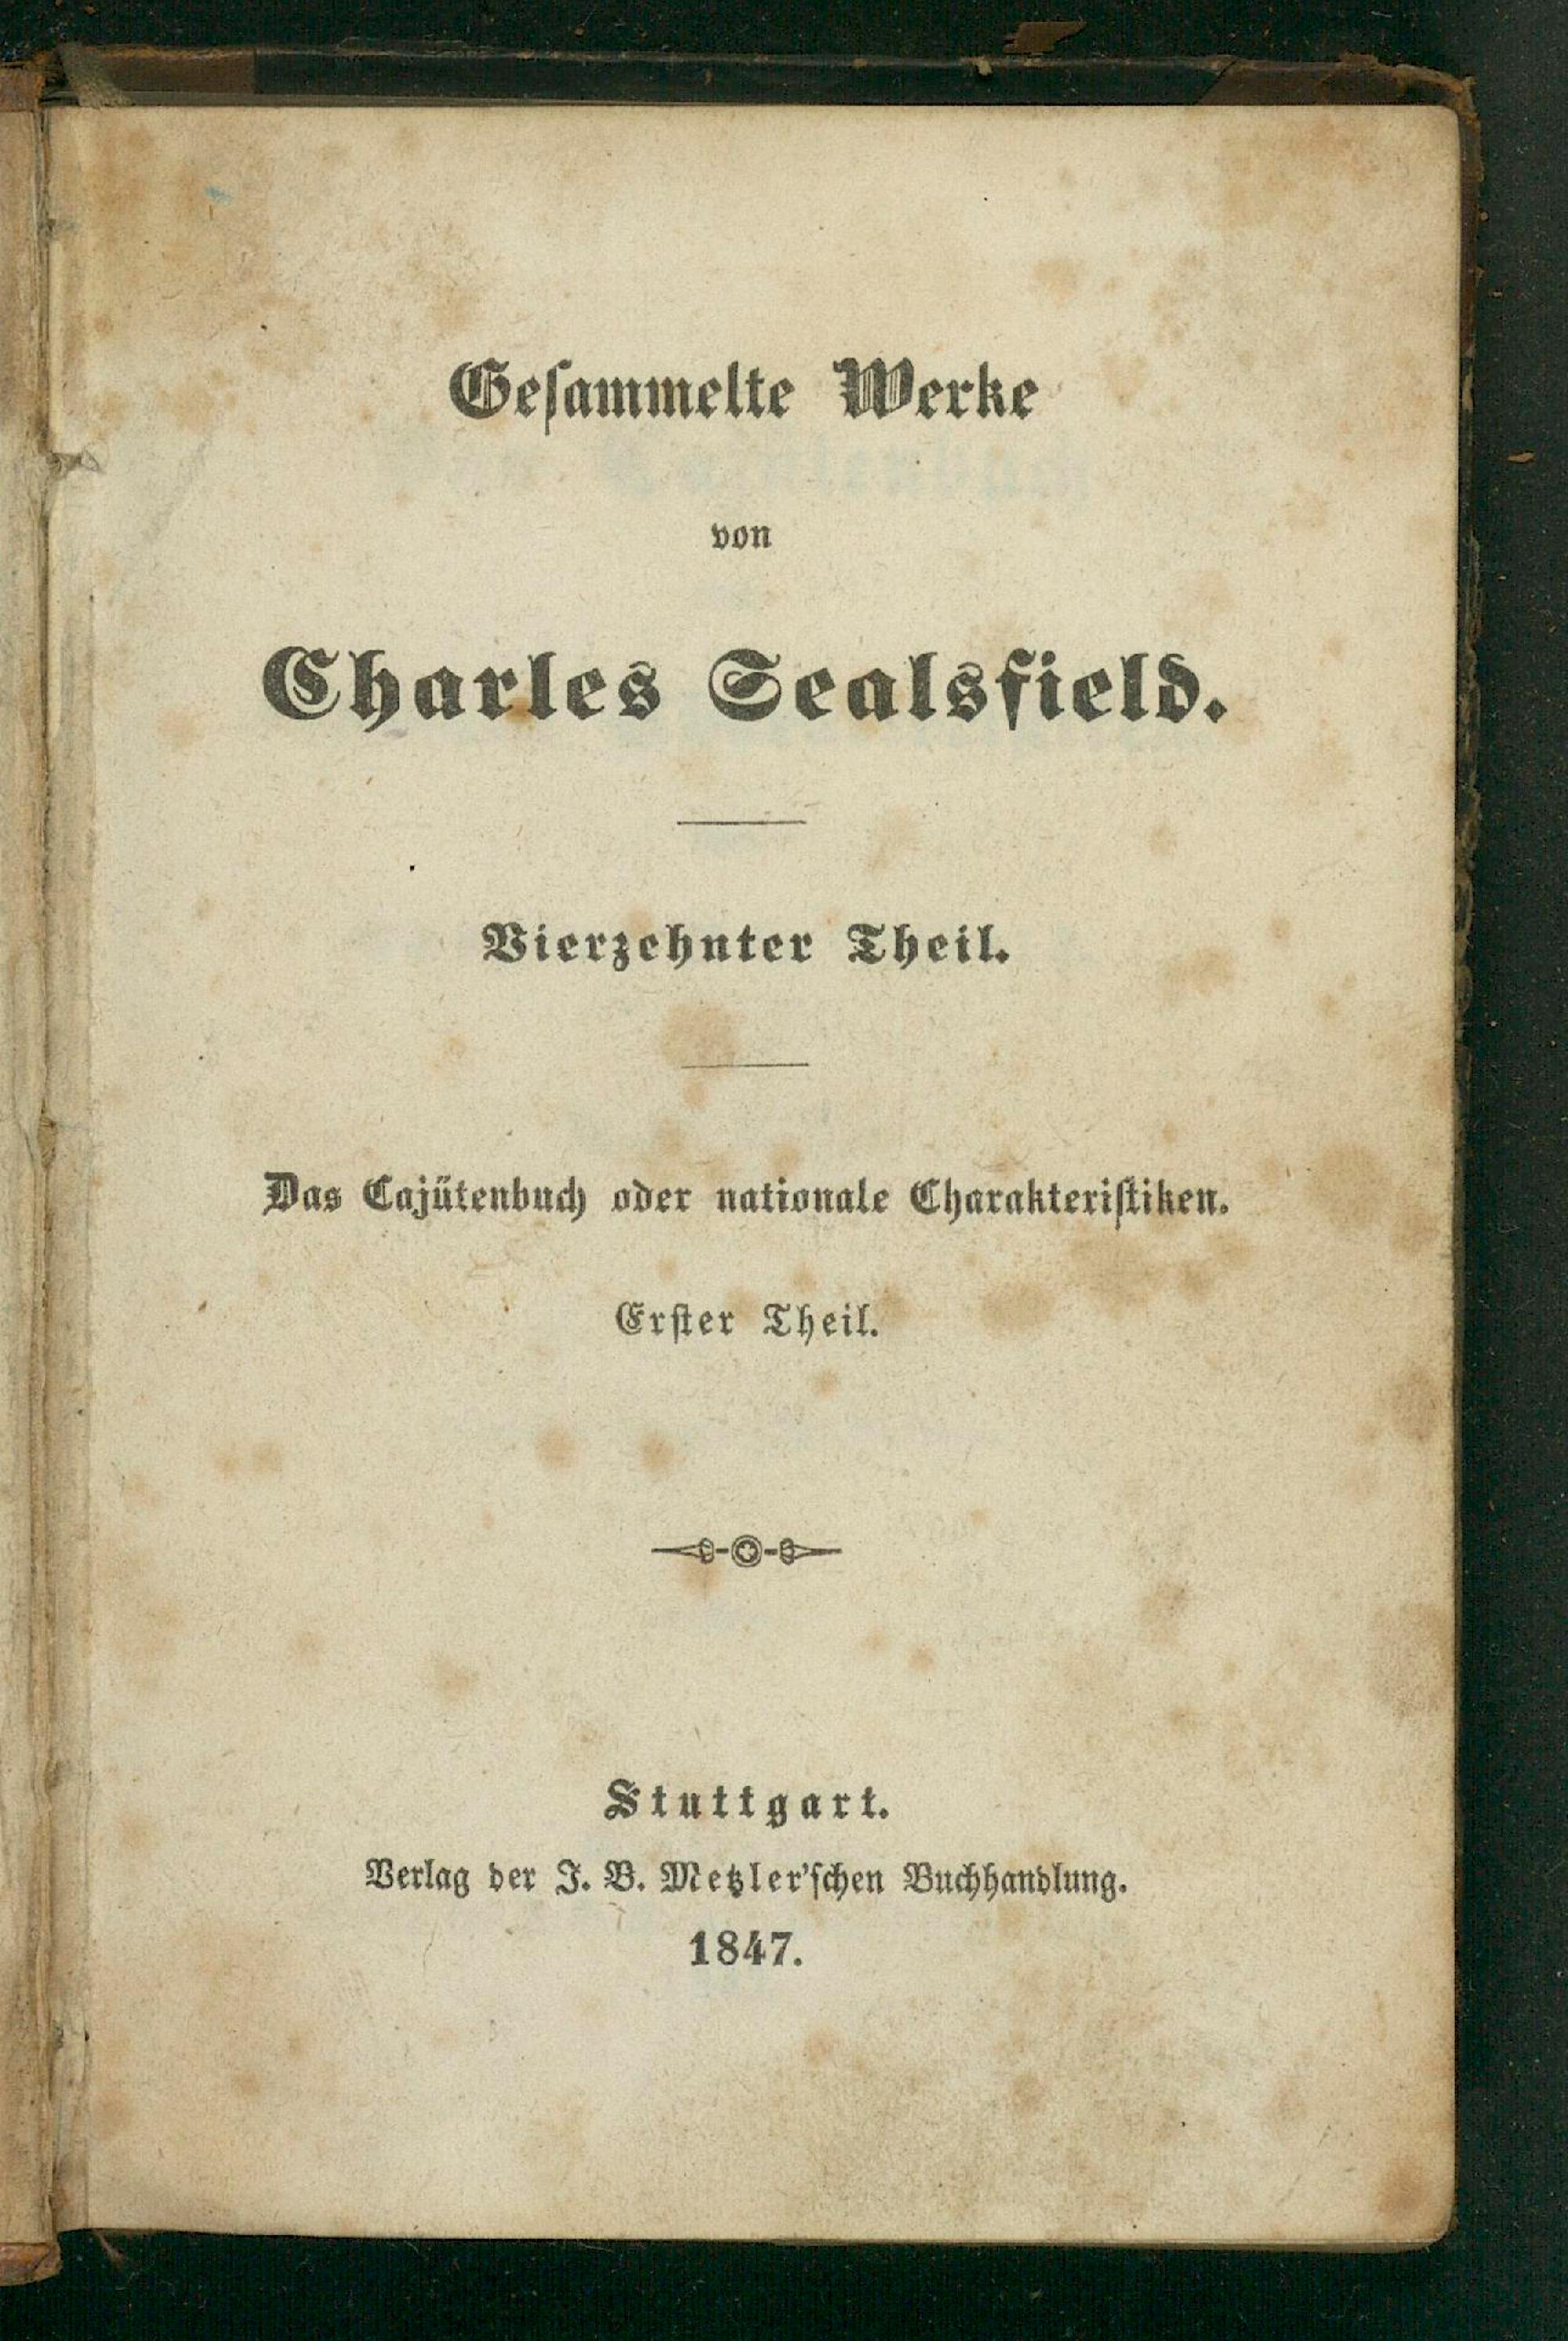 Geſammelte Werke
von
Charles Sealsfield.
Vierzehnter Theil.
Das Cajütenbuch oder nationale Charakteriſtiken.
Erſter Theil.
Stuttgart.
Verlag der J. B. Metzler'ſchen Buchhandlung.
1847.